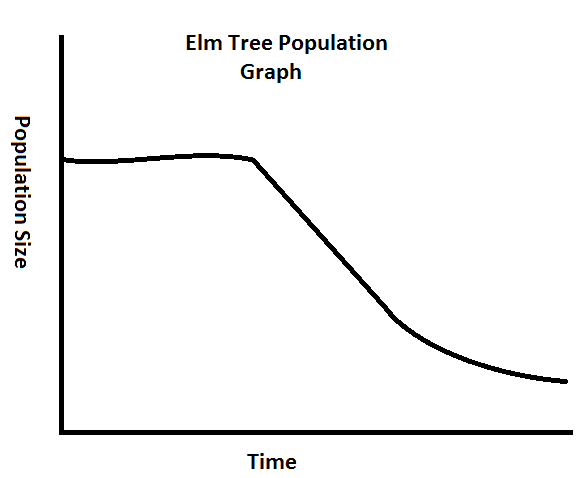 Elm Tree Population
Graph
Population Size
Time